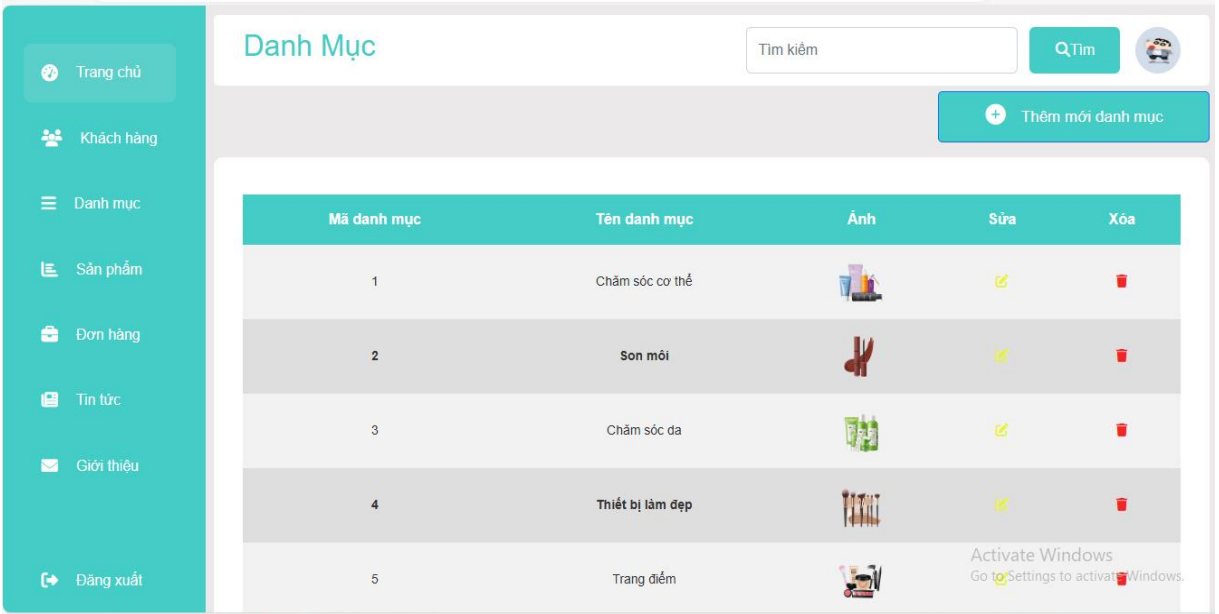 Danh Mục
Tìm kiếm
Tìm
Trang chủ
Khách hàng
Danh mục
Sản phẩm
Đơn hàng
Tin tức
Giới thiệu
Đăng xuất
Thêm mới danh mục
Mã danh mục Tên danh mục Ảnh Sửa Xóa
1 Chăm sóc cơ thể
2 Son môi
3 Chăm sóc da
4 Thiết bị làm đẹp
5 Trang điểm
Activate Windows
Go to Settings to activate Windows.